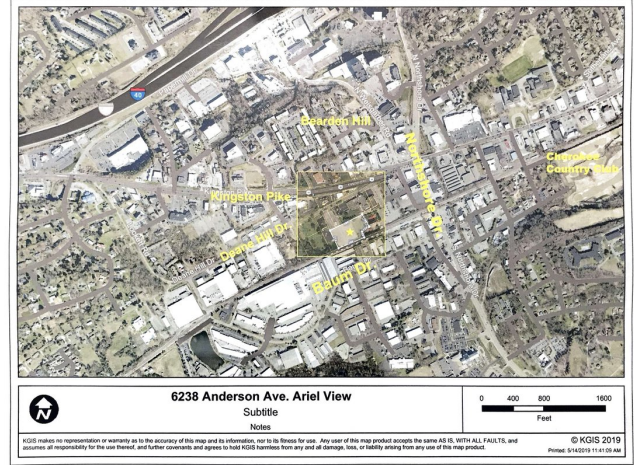 40
Bearden Hill
Cherokee
Country Club
Northshore Dr.
Kingston Pike
Deane Hill Dr.
Baum Dr.
N
6238 Anderson Ave. Ariel View
Subtitle
Notes
0 400 800 1600
Feet
KGIS makes no representation or warranty as to the accuracy of this map and its information, nor to its fitness for use. Any user of this map product accepts the same AS IS, WITH ALL FAULTS, and
assumes all responsibility for the use thereof, and further covenants and agrees to hold KGIS harmless from any and all damage, loss, or liability arising from any use of this map product.
© KGIS 2019
Printed: 5/14/2019 11:41:09 AM